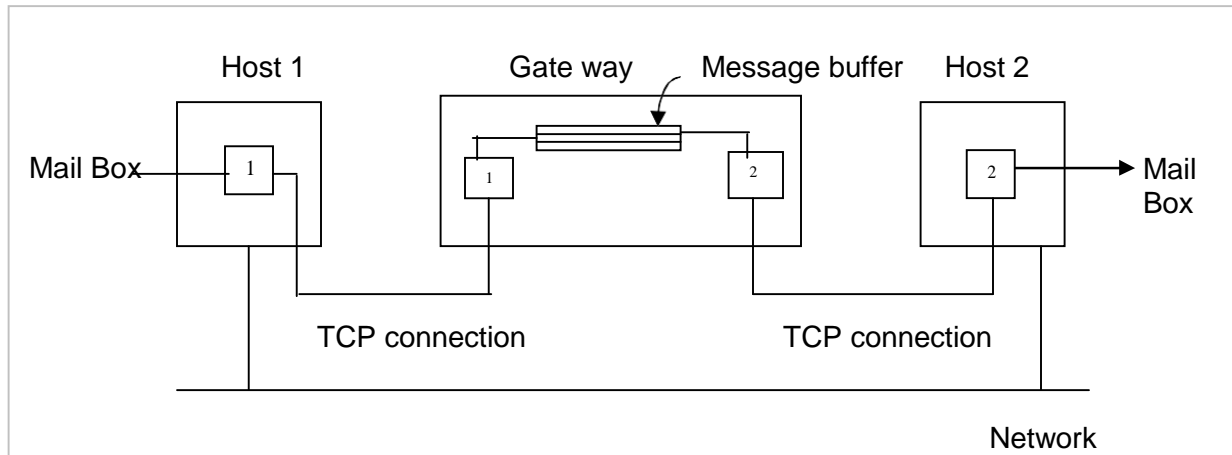 Host 1
Gate way
Message buffer
Host 2
Mail Box
1
1
2
2
Mail
Box
TCP connection
TCP connection
Network